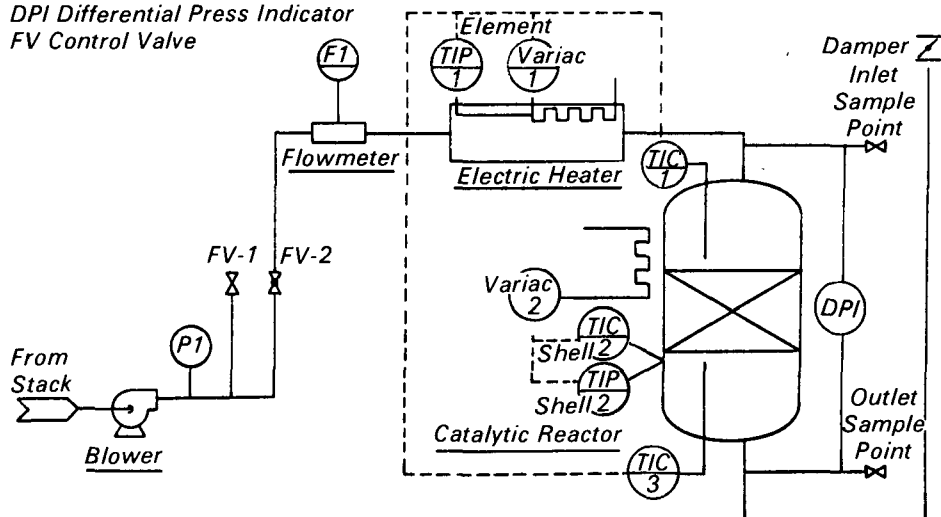 DPI Differential Press Indicator
FV Control Valve
Element
F1
TIP
1
Variac
1
Damper
Inlet
Sample
Point
Flowmeter
Electric Heater
TIC
1
FV-1
FV-2
Variac
2
DPI
TIC
2
Shell
P1
TIP
2
Shell
From
Stack
Outlet
Sample
Point
Catalytic Reactor
Blower
TIC
3